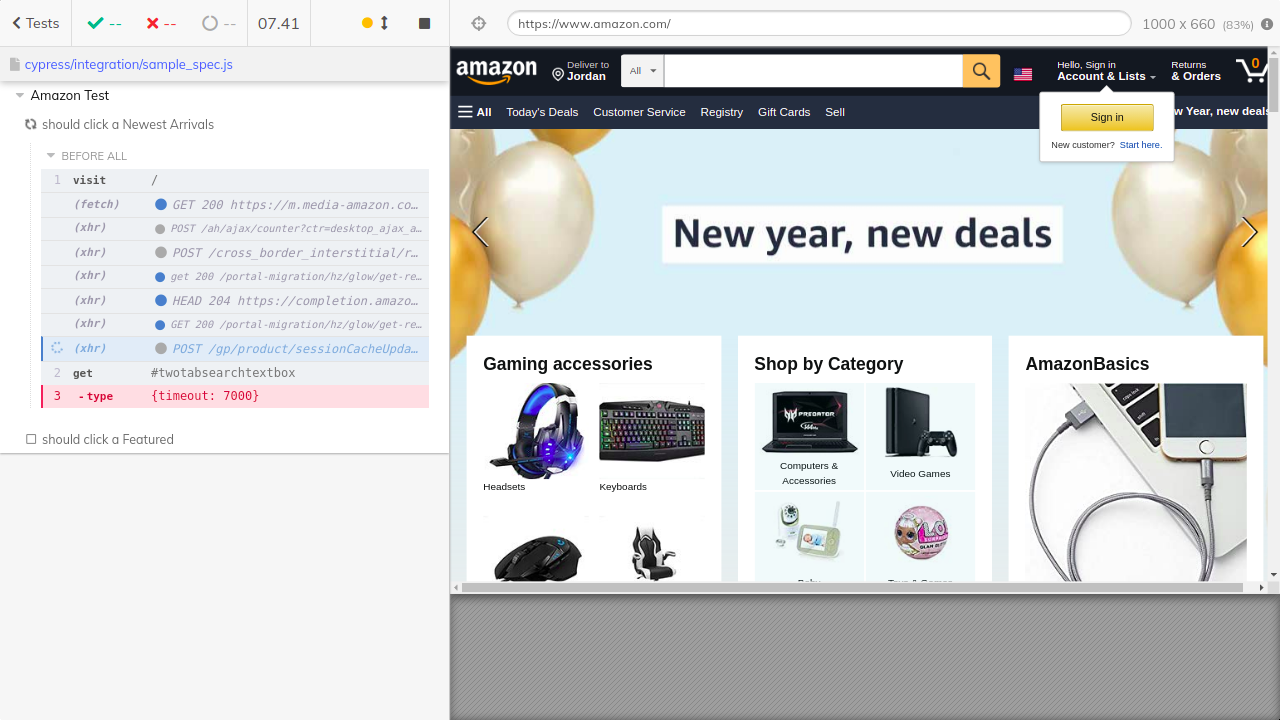 Tests
--
--
--
07.41
https://www.amazon.com/
1000 x 660 (83%)
cypress/integration/sample_spec.js
Amazon Test
should click a Newest Arrivals
BEFORE ALL
1 visit /
(fetch) GET 200 https://m.media-amazon.co…
(xhr) POST /ah/ajax/counter?ctr=desktop_ajax_a…
(xhr) POST /cross_border_interstitial/r…
(xhr) get 200 /portal-migration/hz/glow/get-re…
(xhr) HEAD 204 https://completion.amazo…
(xhr) GET 200 /portal-migration/hz/glow/get-re…
(xhr) POST /gp/product/sessionCacheUpda…
2 get #twotabsearchtextbox
3 - type {timeout: 7000}
should click a Featured
amazon
Deliver to
Jordan
All
Hello, Sign in
Account & Lists
Returns
& Orders
0
All
Today's Deals
Customer Service
Registry
Gift Cards
Sell
w Year, new deals
Sign in
New customer? Start here.
New year, new deals
Gaming accessories
Headsets
Keyboards
Shop by Category
PREDATOR
Computers &
Accessories
Video Games
Baby
Toys & Games
AmazonBasics